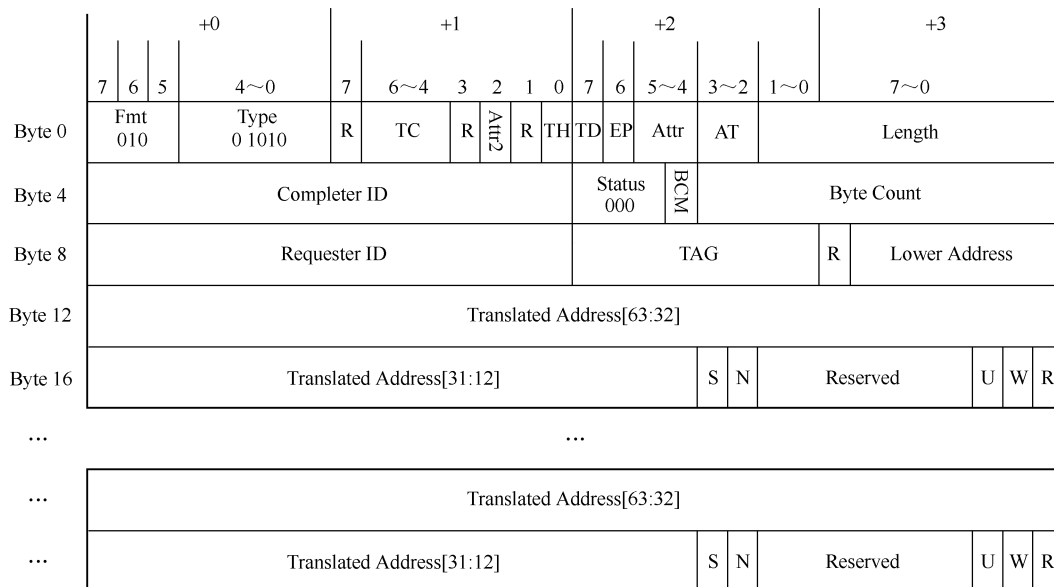 +0 +1 +2 +3
7 6 5 4～0 7 6～4 3 2 1 0 7 6 5～4 3～2 1～0 7～0
Byte 0 Fmt 010 Type 0 1010 R TC R Attr2 R TH TD EP Attr AT Length
Byte 4 Completer ID Status 000 BCM Byte Count
Byte 8 Requester ID TAG R Lower Address
Byte 12 Translated Address[63:32]
Byte 16 Translated Address[31:12] S N Reserved U W R
... ...
... Translated Address[63:32]
... Translated Address[31:12] S N Reserved U W R